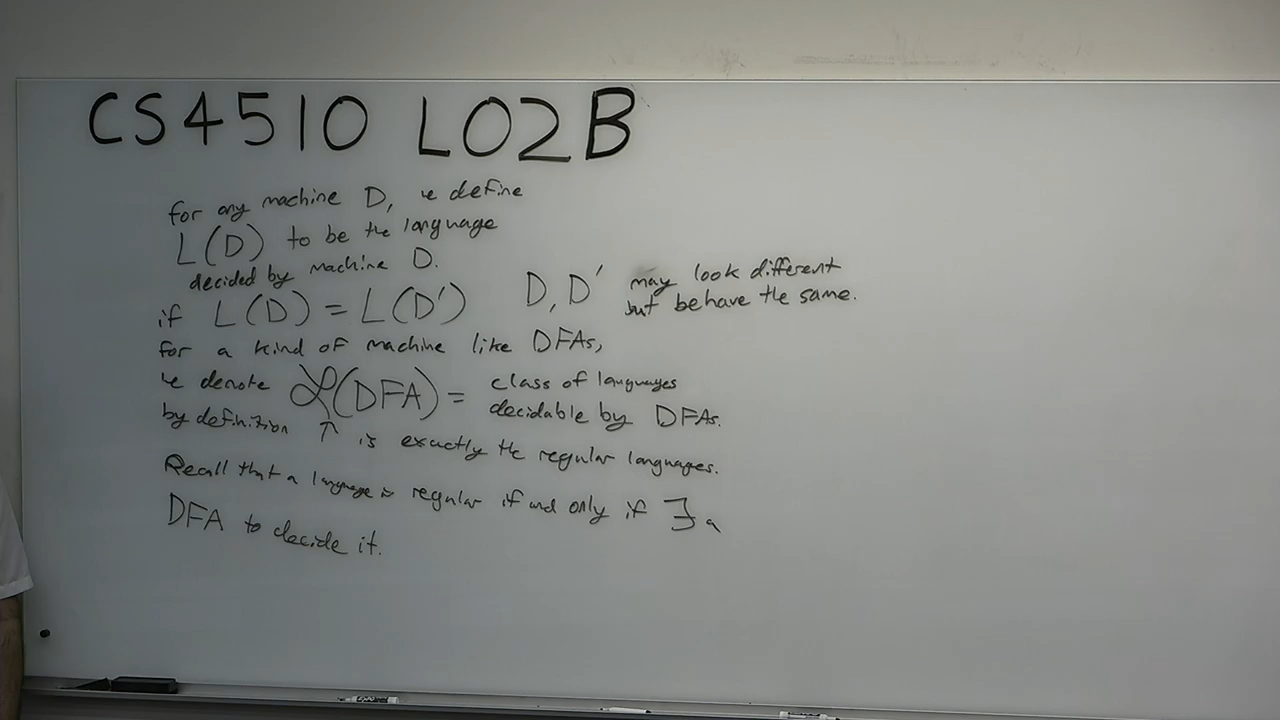 CS4510 L02B
for any machine D, we define
L(D) to be the language
decided by machine D.
if L(D) = L(D') D, D' may look different
but behave the same.
for a kind of machine like DFAs,
we denote ℒ(DFA) = class of languages
decidable by DFAs.
by definition ↑ is exactly the regular languages.
Recall that a language is regular if and only if ∃ a
DFA to decide it.